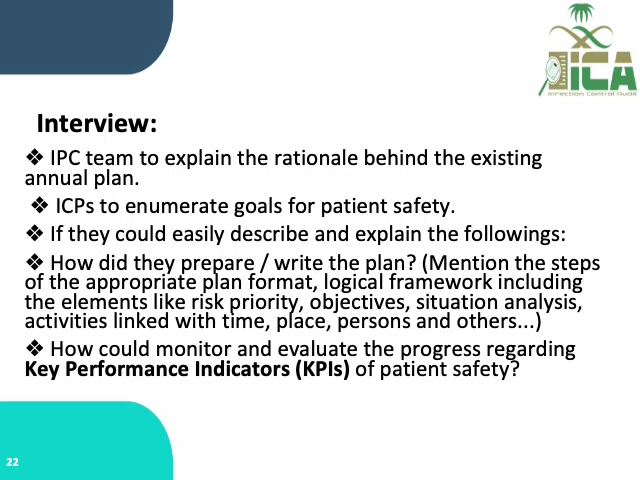 iCA
Infection Control Audit
Interview:
❖ IPC team to explain the rationale behind the existing
annual plan.
❖ ICPs to enumerate goals for patient safety.
❖ If they could easily describe and explain the followings:
❖ How did they prepare / write the plan? (Mention the steps
of the appropriate plan format, logical framework including
the elements like risk priority, objectives, situation analysis,
activities linked with time, place, persons and others...)
❖ How could monitor and evaluate the progress regarding
Key Performance Indicators (KPIs) of patient safety?
22